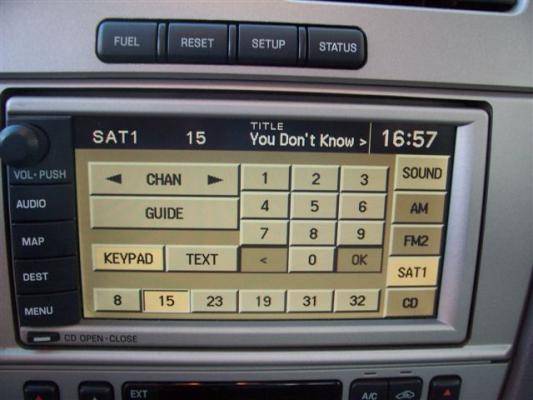 FUEL RESET SETUP STATUS
TITLE
SAT1 15 You Don't Know > 16:57
VOL·PUSH
AUDIO
MAP
DEST
MENU
◄ CHAN ►
GUIDE
KEYPAD TEXT
1 2 3
4 5 6
7 8 9
< 0 OK
8 15 23 19 31 32
SOUND
AM
FM2
SAT1
CD
CD OPEN·CLOSE
EXT A/C